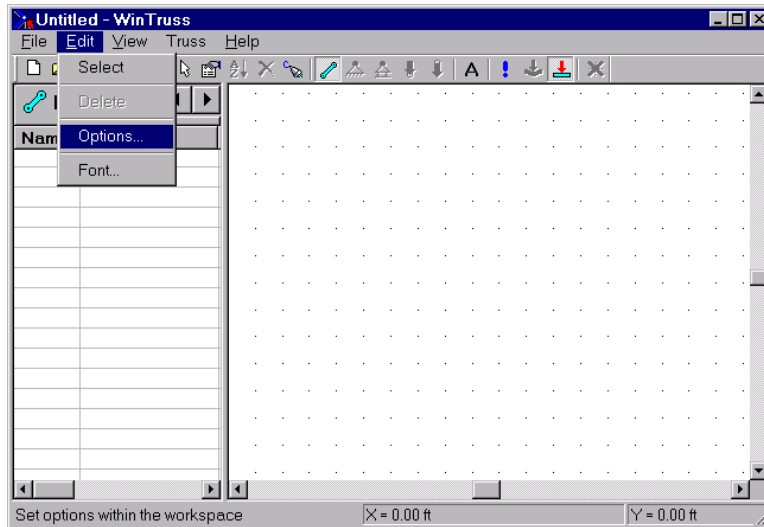 Untitled - WinTruss
File Edit View Truss Help
Select
A
Delete
Nam
Options...
Font...
Set options within the workspace X = 0.00 ft Y = 0.00 ft